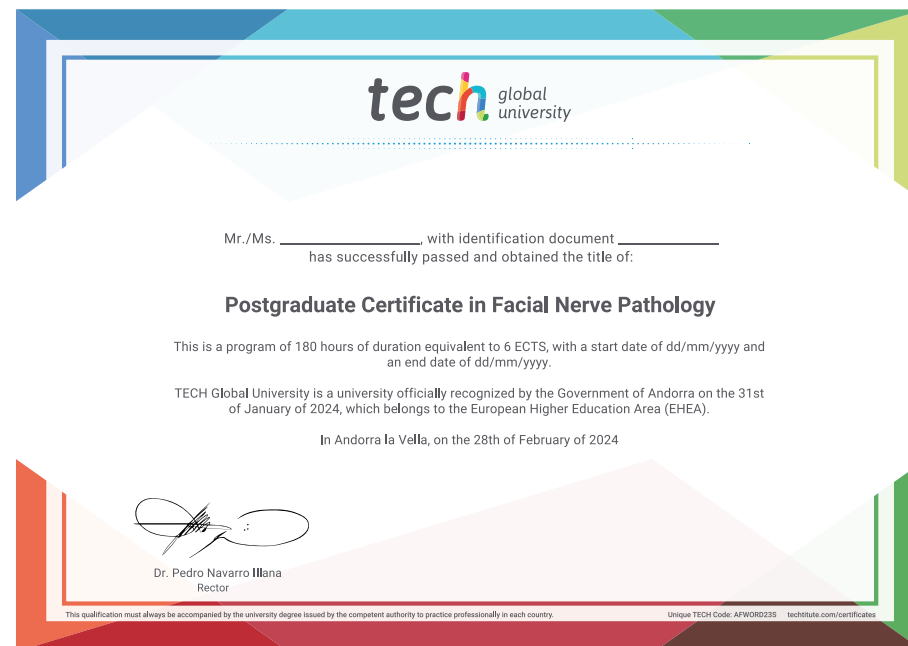 tech global
university
Mr./Ms. ____________________, with identification document ______________
has successfully passed and obtained the title of:
Postgraduate Certificate in Facial Nerve Pathology
This is a program of 180 hours of duration equivalent to 6 ECTS, with a start date of dd/mm/yyyy and
an end date of dd/mm/yyyy.
TECH Global University is a university officially recognized by the Government of Andorra on the 31st
of January of 2024, which belongs to the European Higher Education Area (EHEA).
In Andorra la Vella, on the 28th of February of 2024
Dr. Pedro Navarro Illana
Rector
This qualification must always be accompanied by the university degree issued by the competent authority to practice professionally in each country.
Unique TECH Code: AFWORD23S techtitute.com/certificates